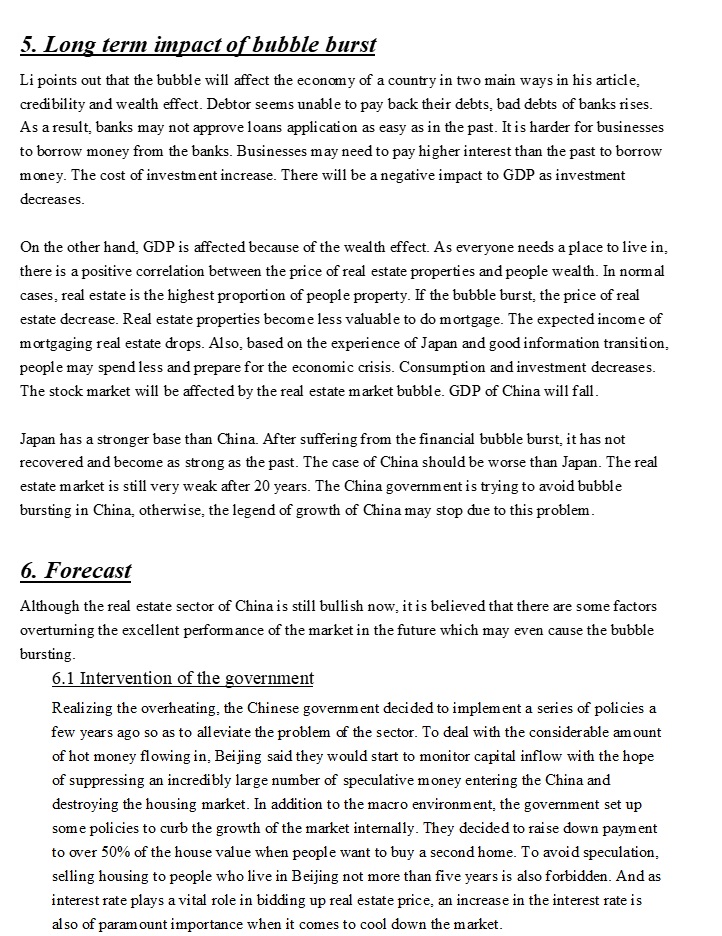 5. Long term impact of bubble burst
Li points out that the bubble will affect the economy of a country in two main ways in his article,
credibility and wealth effect. Debtor seems unable to pay back their debts, bad debts of banks rises.
As a result, banks may not approve loans application as easy as in the past. It is harder for businesses
to borrow money from the banks. Businesses may need to pay higher interest than the past to borrow
money. The cost of investment increase. There will be a negative impact to GDP as investment
decreases.
On the other hand, GDP is affected because of the wealth effect. As everyone needs a place to live in,
there is a positive correlation between the price of real estate properties and people wealth. In normal
cases, real estate is the highest proportion of people property. If the bubble burst, the price of real
estate decrease. Real estate properties become less valuable to do mortgage. The expected income of
mortgaging real estate drops. Also, based on the experience of Japan and good information transition,
people may spend less and prepare for the economic crisis. Consumption and investment decreases.
The stock market will be affected by the real estate market bubble. GDP of China will fall.
Japan has a stronger base than China. After suffering from the financial bubble burst, it has not
recovered and become as strong as the past. The case of China should be worse than Japan. The real
estate market is still very weak after 20 years. The China government is trying to avoid bubble
bursting in China, otherwise, the legend of growth of China may stop due to this problem.
6. Forecast
Although the real estate sector of China is still bullish now, it is believed that there are some factors
overturning the excellent performance of the market in the future which may even cause the bubble
bursting.
6.1 Intervention of the government
Realizing the overheating, the Chinese government decided to implement a series of policies a
few years ago so as to alleviate the problem of the sector. To deal with the considerable amount
of hot money flowing in, Beijing said they would start to monitor capital inflow with the hope
of suppressing an incredibly large number of speculative money entering the China and
destroying the housing market. In addition to the macro environment, the government set up
some policies to curb the growth of the market internally. They decided to raise down payment
to over 50% of the house value when people want to buy a second home. To avoid speculation,
selling housing to people who live in Beijing not more than five years is also forbidden. And as
interest rate plays a vital role in bidding up real estate price, an increase in the interest rate is
also of paramount importance when it comes to cool down the market.